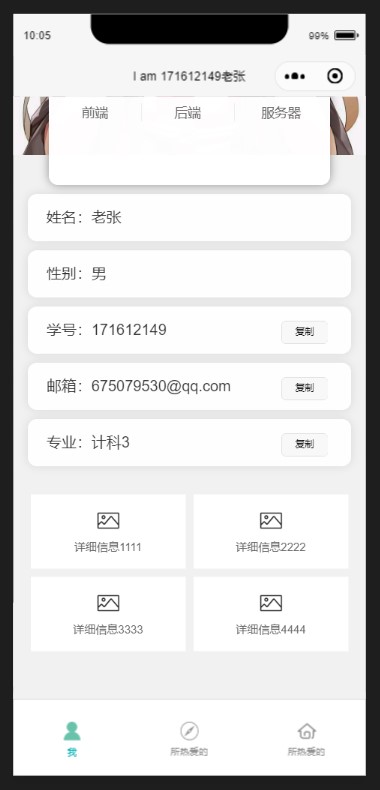 10:05
99%
I am 171612149老张
前端 后端 服务器
姓名：老张
性别：男
学号：171612149 复制
邮箱：675079530@qq.com 复制
专业：计科3 复制
详细信息1111 详细信息2222
详细信息3333 详细信息4444
我 所热爱的 所热爱的